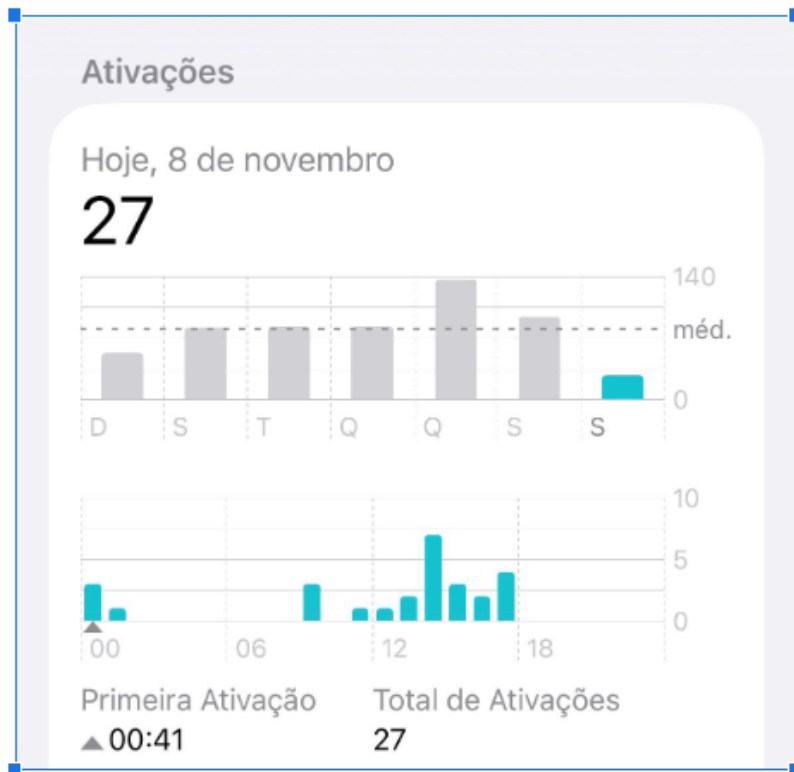 Ativações
Hoje, 8 de novembro
27
140
méd.
0
D S T Q Q S S
10
5
0
00 06 12 18
Primeira Ativação Total de Ativações
00:41 27